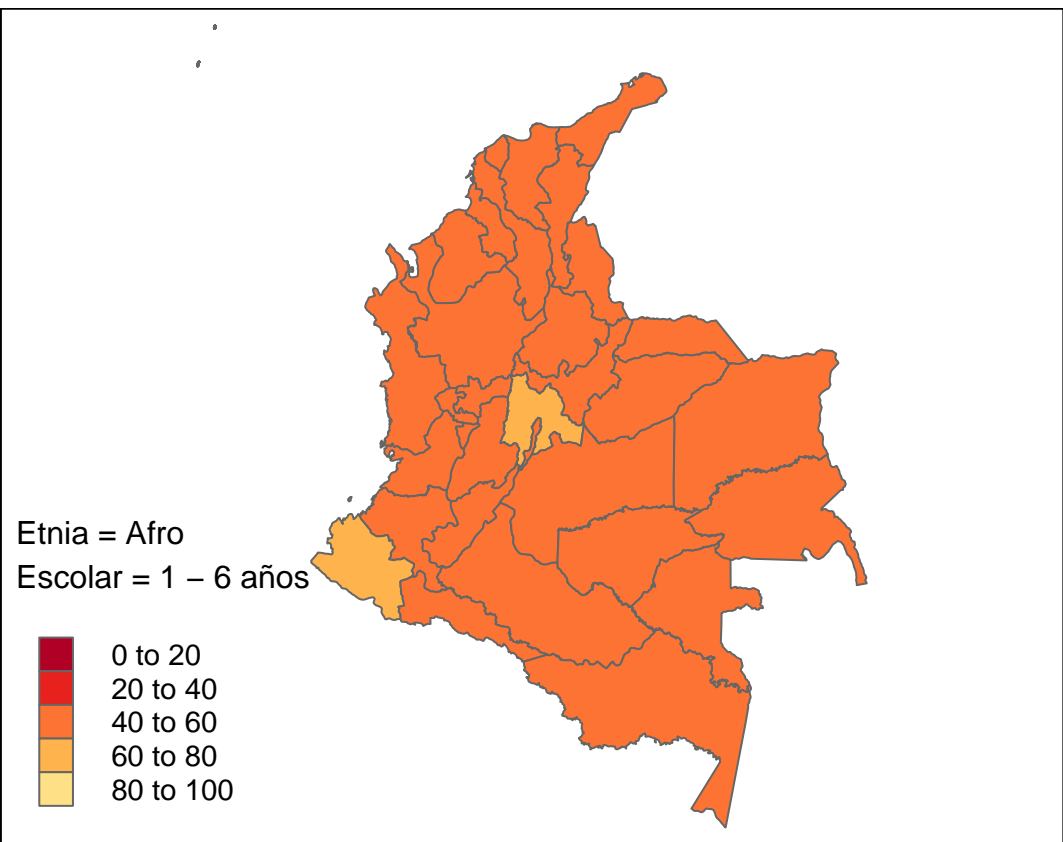 Etnia = Afro
Escolar = 1 – 6 años
0 to 20
20 to 40
40 to 60
60 to 80
80 to 100